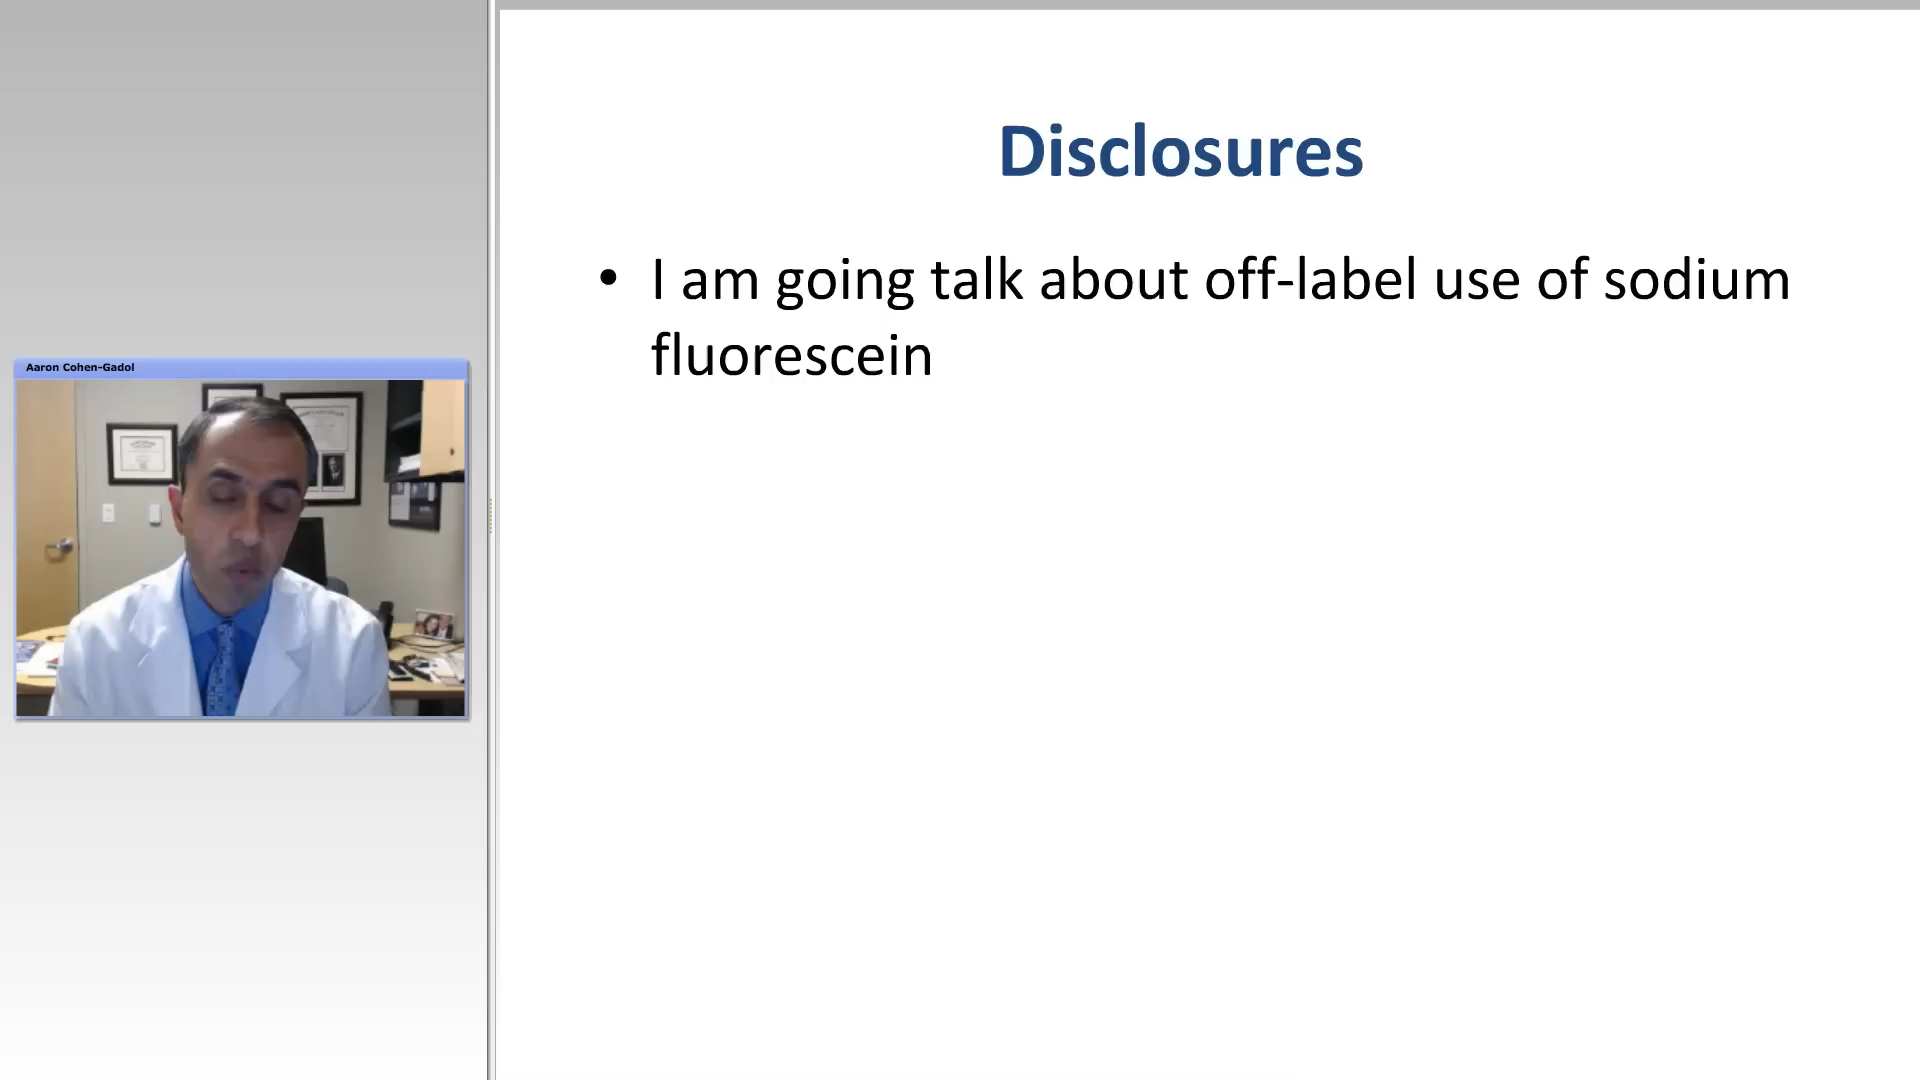 Disclosures
• I am going talk about off-label use of sodium
fluorescein
Aaron Cohen-Gadol